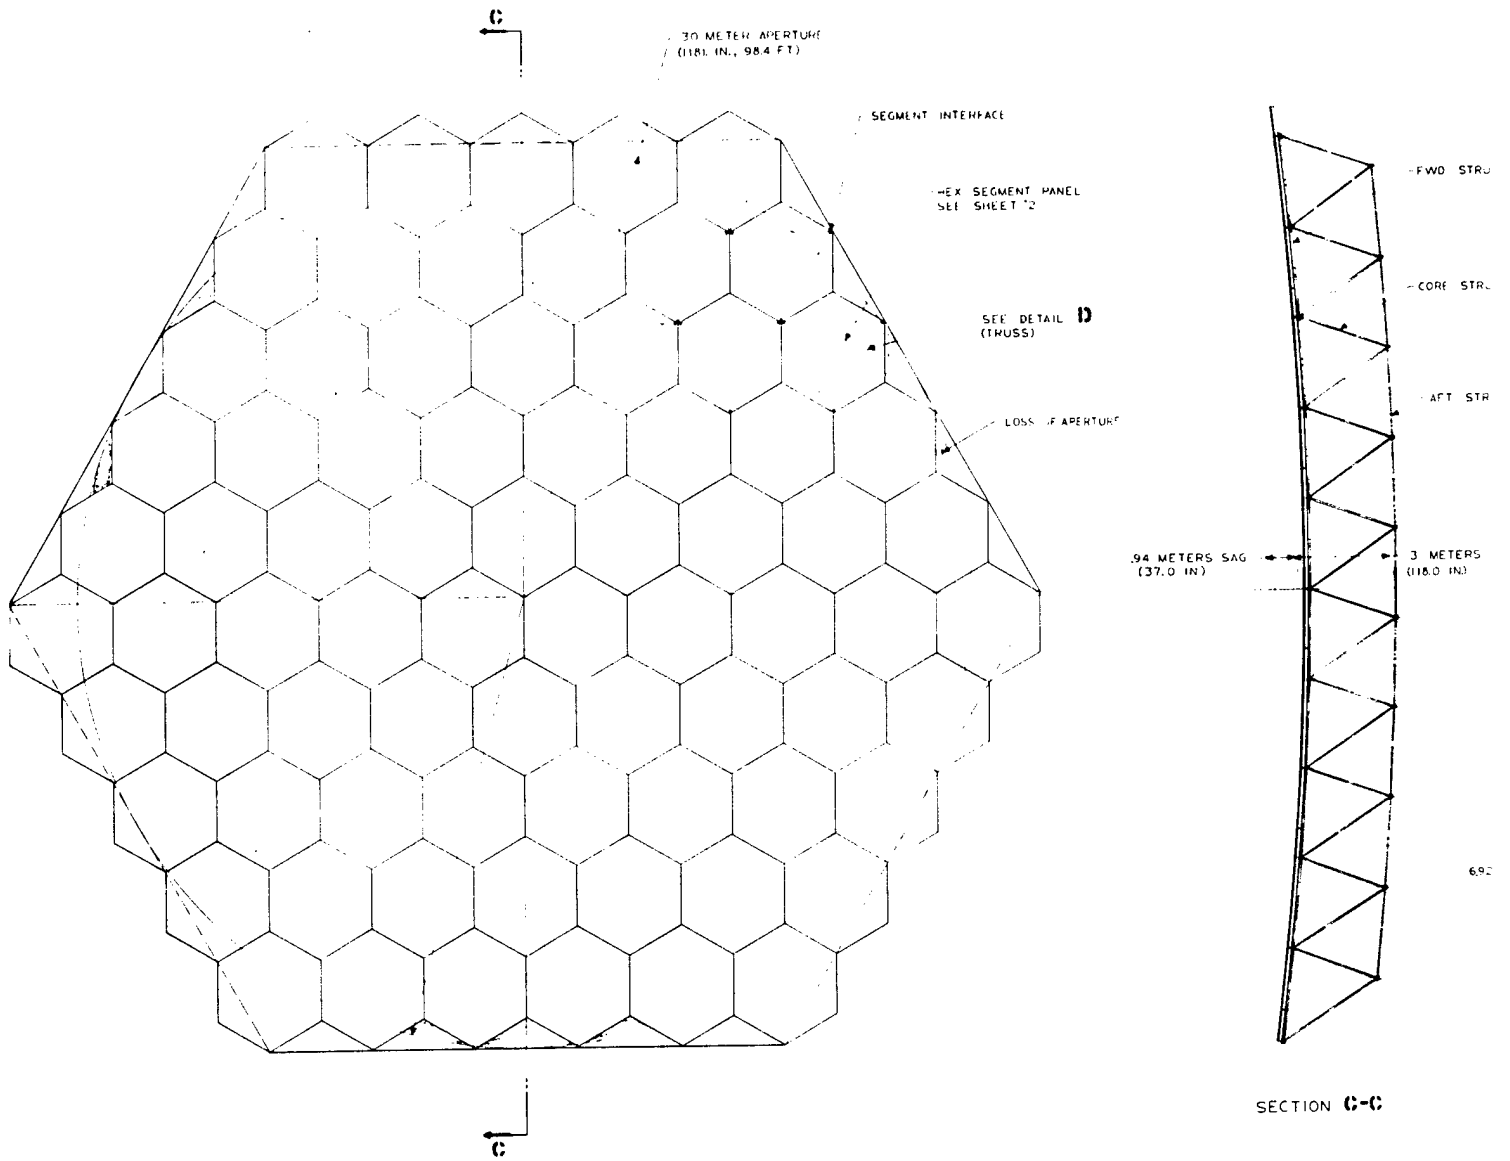 C
30 METER APERTURE
(1181. IN., 98.4 FT)
SEGMENT INTERFACE
HEX SEGMENT PANEL
SEE SHEET #2
SEE DETAIL D
(TRUSS)
LOSS OF APERTURE
C
FWD STRU
CORE STRU
AFT STR
.94 METERS SAG
(37.0 IN.)
3 METERS
(118.0 IN.)
6.92
SECTION C-C